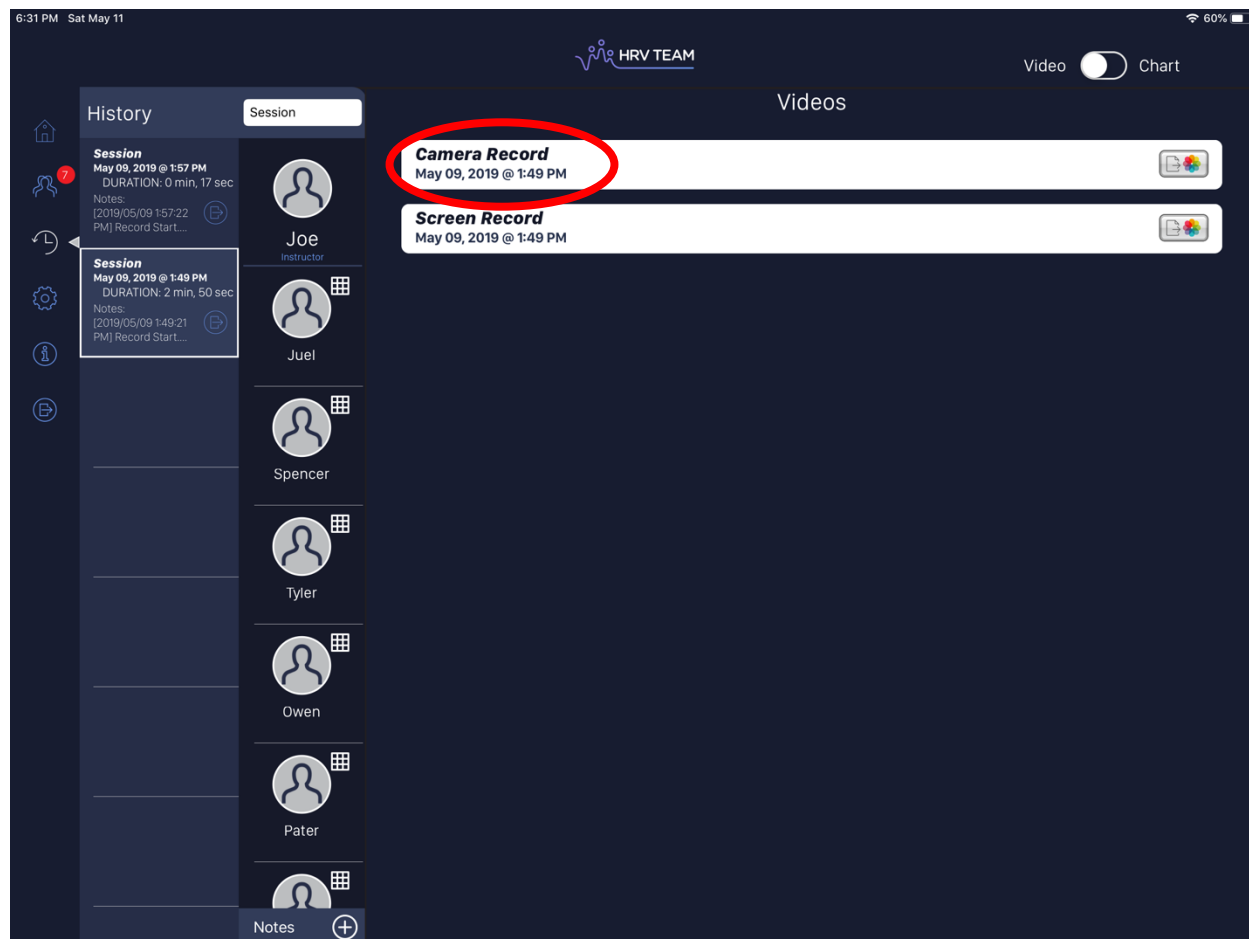 6:31 PM Sat May 11
60%
HRV TEAM
Video Chart
History
Session
Videos
Session
May 09, 2019 @ 1:57 PM
DURATION: 0 min, 17 sec
Notes:
[2019/05/09 1:57:22
PM] Record Start....
7
Session
May 09, 2019 @ 1:49 PM
DURATION: 2 min, 50 sec
Notes:
[2019/05/09 1:49:21
PM] Record Start....
Joe
Instructor
Juel
Spencer
Tyler
Owen
Pater
Notes
Camera Record
May 09, 2019 @ 1:49 PM
Screen Record
May 09, 2019 @ 1:49 PM